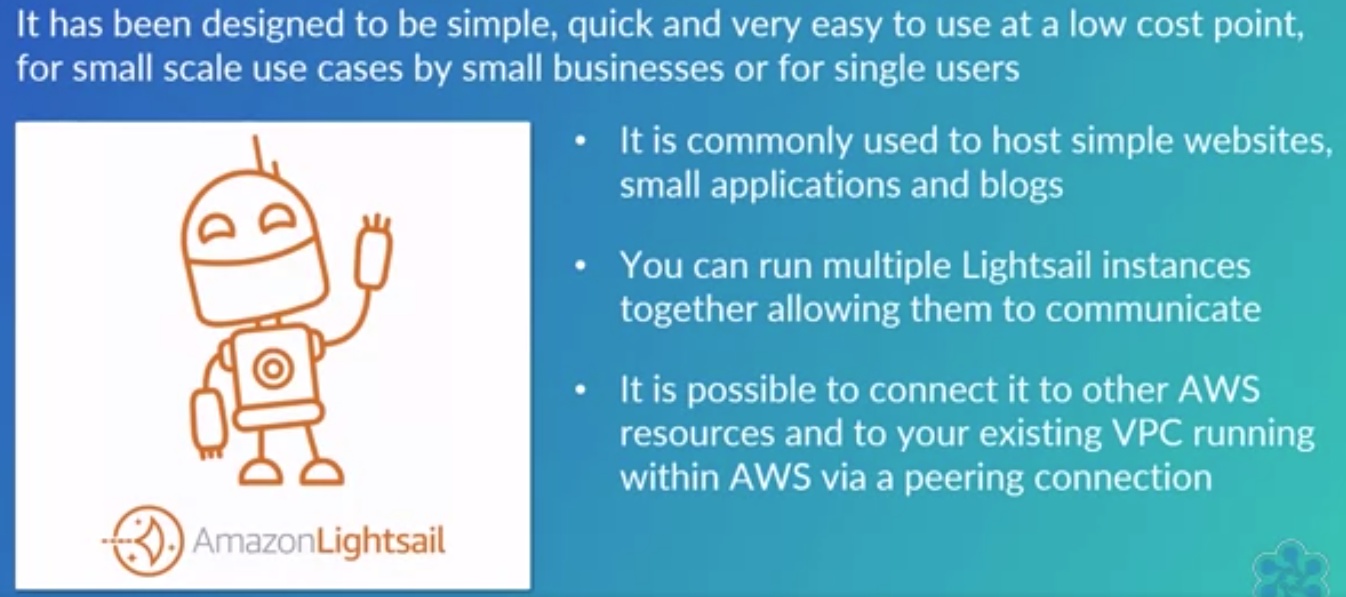 It has been designed to be simple, quick and very easy to use at a low cost point,
for small scale use cases by small businesses or for single users
• It is commonly used to host simple websites,
small applications and blogs
• You can run multiple Lightsail instances
together allowing them to communicate
• It is possible to connect it to other AWS
resources and to your existing VPC running
within AWS via a peering connection
AmazonLightsail